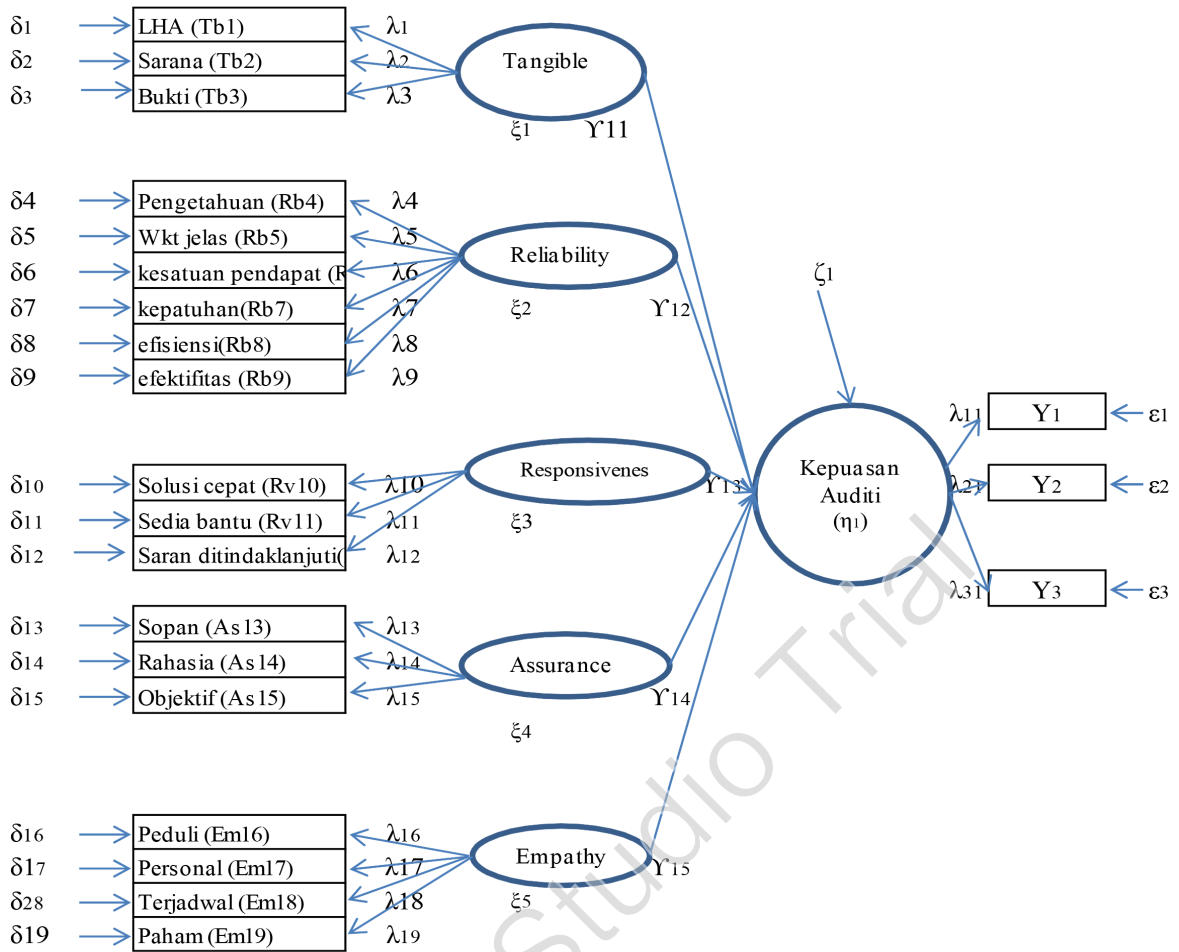 δ1 LHA (Tb1) λ1
δ2 Sarana (Tb2) λ2
δ3 Bukti (Tb3) λ3
Tangible
ξ1 ϒ11
δ4 Pengetahuan (Rb4) λ4
δ5 Wkt jelas (Rb5) λ5
δ6 kesatuan pendapat (R λ6
δ7 kepatuhan(Rb7) λ7
δ8 efisiensi(Rb8) λ8
δ9 efektifitas (Rb9) λ9
Reliability
ξ2 ϒ12
ζ1
δ10 Solusi cepat (Rv10) λ10
δ11 Sedia bantu (Rv11) λ11
δ12 Saran ditindaklanjuti( λ12
Responsivenes
ξ3 ϒ13
Kepuasan
Auditi
(η1)
λ11 Y1 ε1
λ21 Y2 ε2
λ31 Y3 ε3
δ13 Sopan (As13) λ13
δ14 Rahasia (As14) λ14
δ15 Objektif (As15) λ15
Assurance
ξ4 ϒ14
δ16 Peduli (Em16) λ16
δ17 Personal (Em17) λ17
δ28 Terjadwal (Em18) λ18
δ19 Paham (Em19) λ19
Empathy
ξ5 ϒ15
Studio Trial